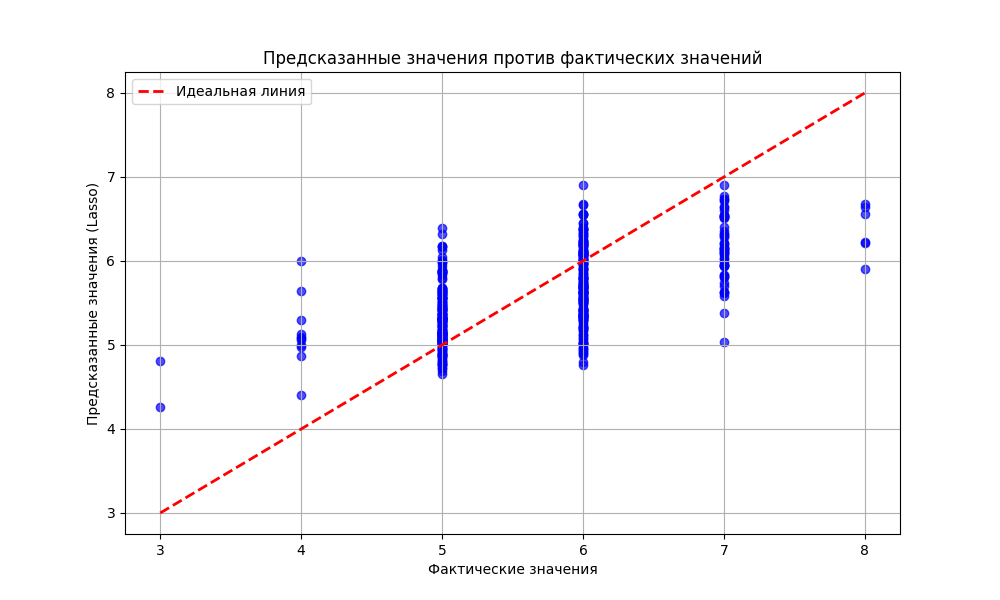 Предсказанные значения против фактических значений
Идеальная линия
Предсказанные значения (Lasso)
8
7
6
5
4
3
3 4 5 6 7 8
Фактические значения